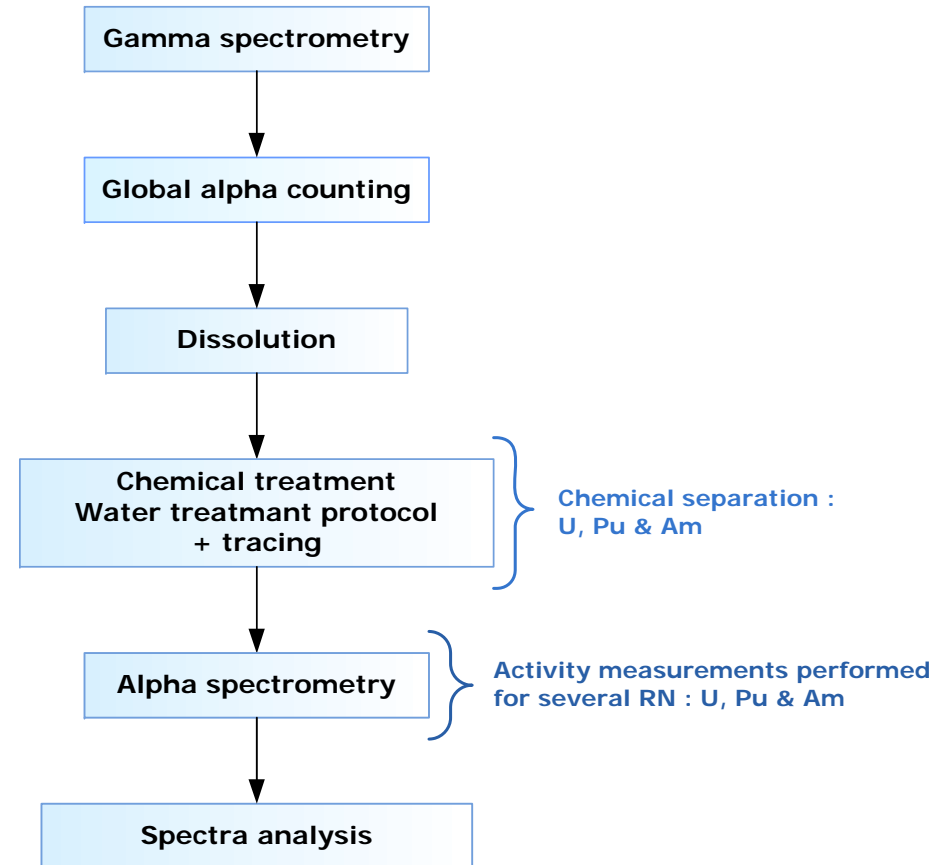 Gamma spectrometry
Global alpha counting
Dissolution
Chemical treatment
Water treatmant protocol
+ tracing
Chemical separation :
U, Pu & Am
Alpha spectrometry
Activity measurements performed
for several RN : U, Pu & Am
Spectra analysis